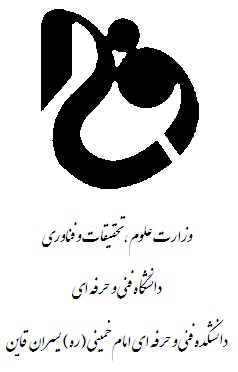 وزارت علوم ،تحقیقات و فناوری
دانشگاه فنی و حرفه ای
دانشکده فنی و حرفه ای امام خمینی (ره) پسران قاین